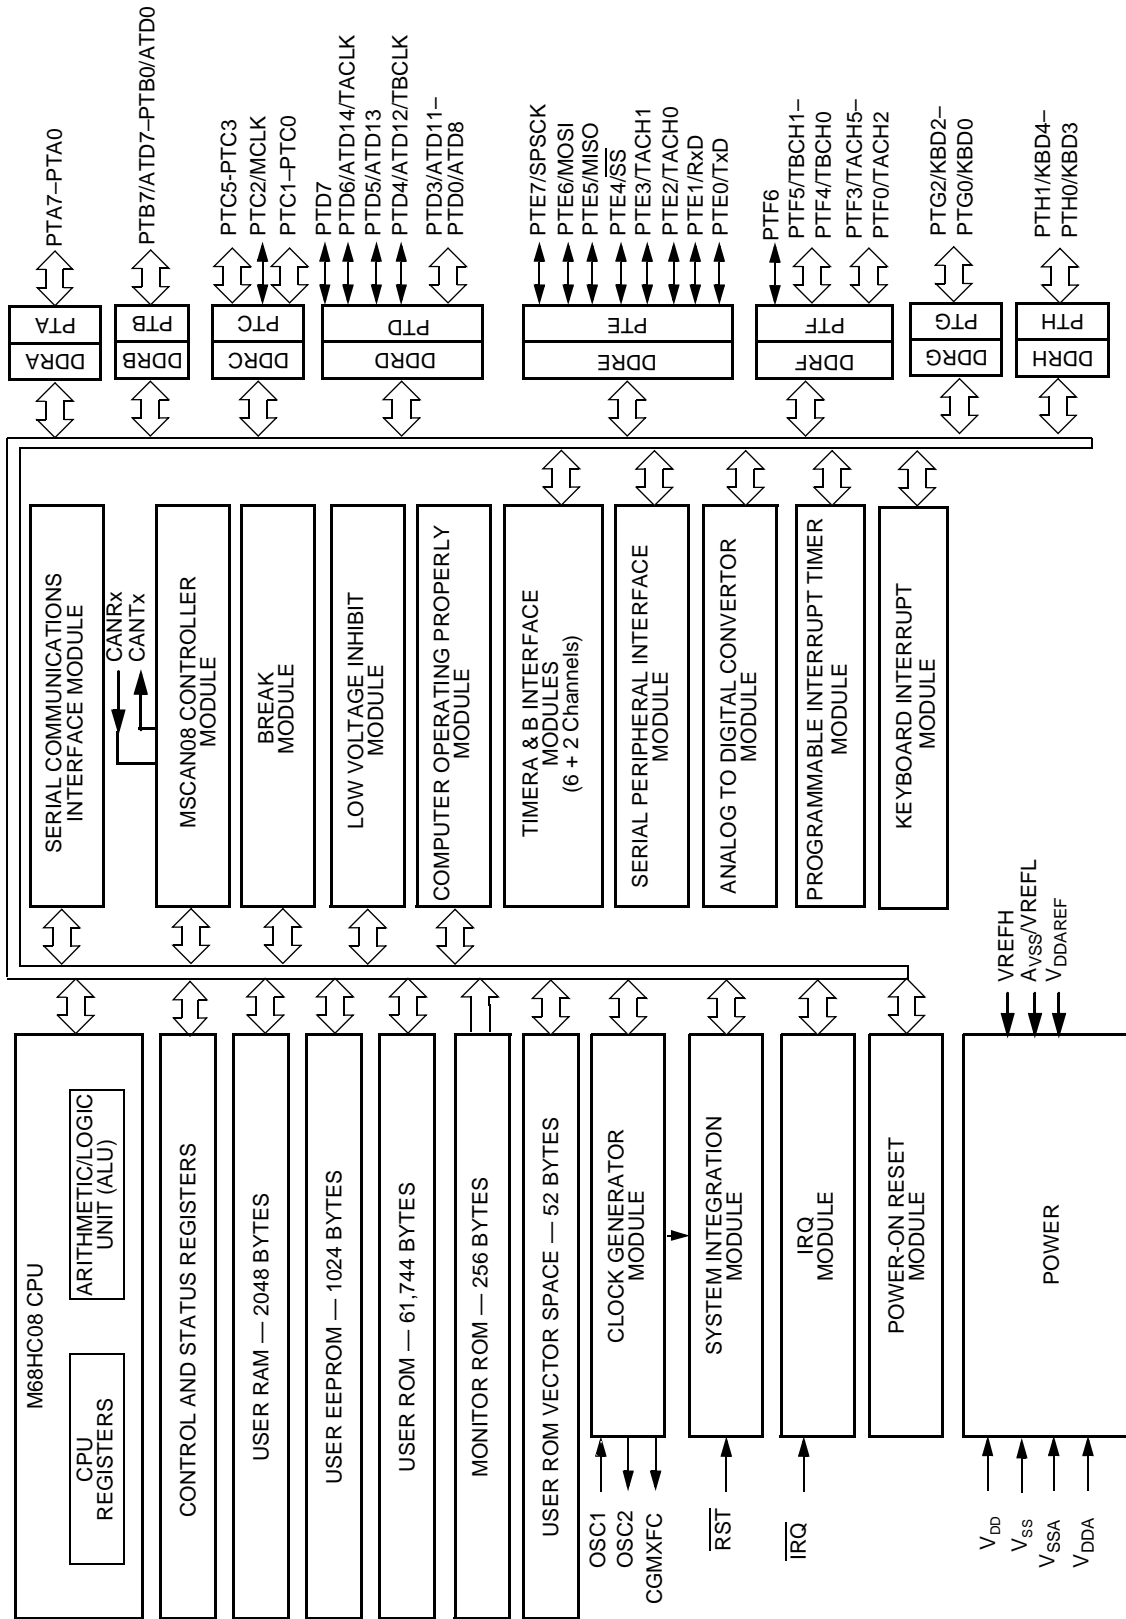 M68HC08 CPU
CPU
REGISTERS
ARITHMETIC/LOGIC
UNIT (ALU)
CONTROL AND STATUS REGISTERS
USER RAM — 2048 BYTES
USER EEPROM — 1024 BYTES
USER ROM — 61,744 BYTES
MONITOR ROM — 256 BYTES
USER ROM VECTOR SPACE — 52 BYTES
OSC1
OSC2
CGMXFC
CLOCK GENERATOR
MODULE
RST
SYSTEM INTEGRATION
MODULE
IRQ
IRQ
MODULE
POWER-ON RESET
MODULE
VDD
VSS
VSSA
VDDA
POWER
VREFH
AVSS/VREFL
VDDAREF
SERIAL COMMUNICATIONS
INTERFACE MODULE
CANRx
CANTx
MSCAN08 CONTROLLER
MODULE
BREAK
MODULE
LOW VOLTAGE INHIBIT
MODULE
COMPUTER OPERATING PROPERLY
MODULE
TIMERA & B INTERFACE
MODULES
(6 + 2 Channels)
SERIAL PERIPHERAL INTERFACE
MODULE
ANALOG TO DIGITAL CONVERTOR
MODULE
PROGRAMMABLE INTERRUPT TIMER
MODULE
KEYBOARD INTERRUPT
MODULE
DDRA
PTA
PTA7–PTA0
DDRB
PTB
PTB7/ATD7–PTB0/ATD0
DDRC
PTC
PTC5-PTC3
PTC2/MCLK
PTC1–PTC0
DDRD
PTD
PTD7
PTD6/ATD14/TACLK
PTD5/ATD13
PTD4/ATD12/TBCLK
PTD3/ATD11–
PTD0/ATD8
DDRE
PTE
PTE7/SPSCK
PTE6/MOSI
PTE5/MISO
PTE4/SS
PTE3/TACH1
PTE2/TACH0
PTE1/RxD
PTE0/TxD
DDRF
PTF
PTF6
PTF5/TBCH1–
PTF4/TBCH0
PTF3/TACH5–
PTF0/TACH2
DDRG
PTG
PTG2/KBD2–
PTG0/KBD0
DDRH
PTH
PTH1/KBD4–
PTH0/KBD3